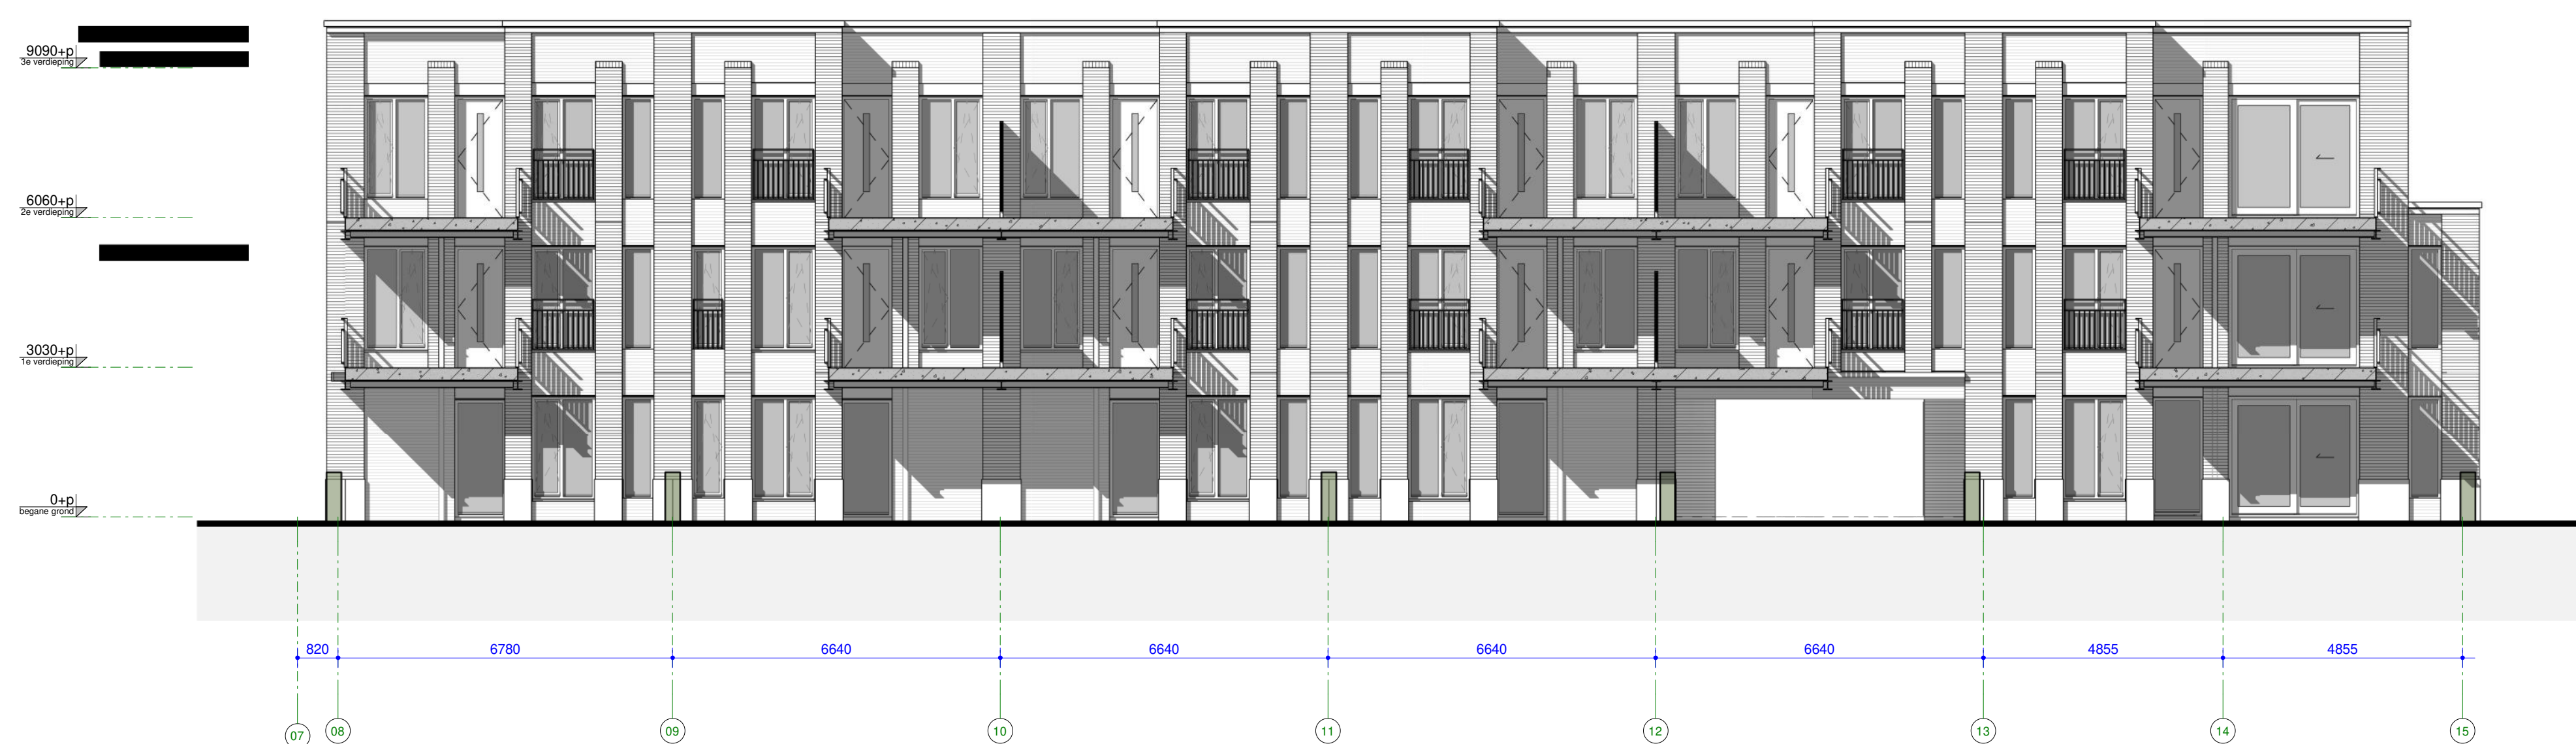 9090+p
3e verdieping
6060+p
2e verdieping
3030+p
1e verdieping
0+p
begane grond
820 6780 6640 6640 6640 6640 4855 4855
07 08 09 10 11 12 13 14 15